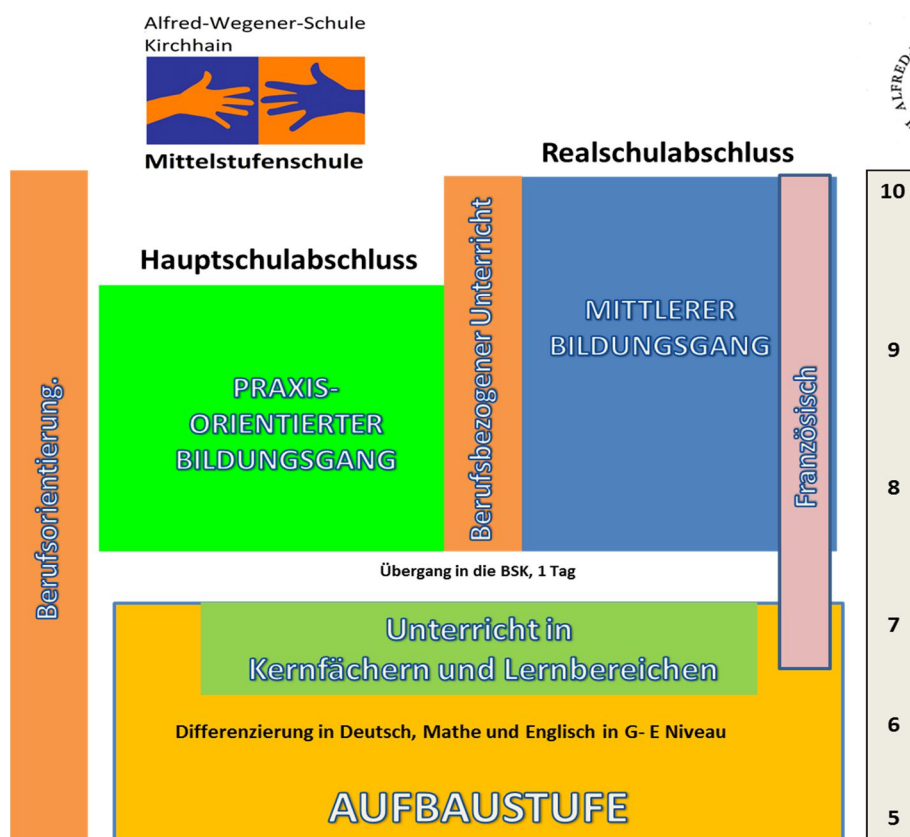 Alfred-Wegener-Schule
Kirchhain
Mittelstufenschule
ALFRED
Realschulabschluss
Hauptschulabschluss
Berufsorientierung.
PRAXIS-
ORIENTIERTER
BILDUNGSGANG
Berufsbezogener Unterricht
MITTLERER
BILDUNGSGANG
Französisch
10
9
8
7
6
5
Übergang in die BSK, 1 Tag
Unterricht in
Kernfächern und Lernbereichen
Differenzierung in Deutsch, Mathe und Englisch in G- E Niveau
AUFBAUSTUFE